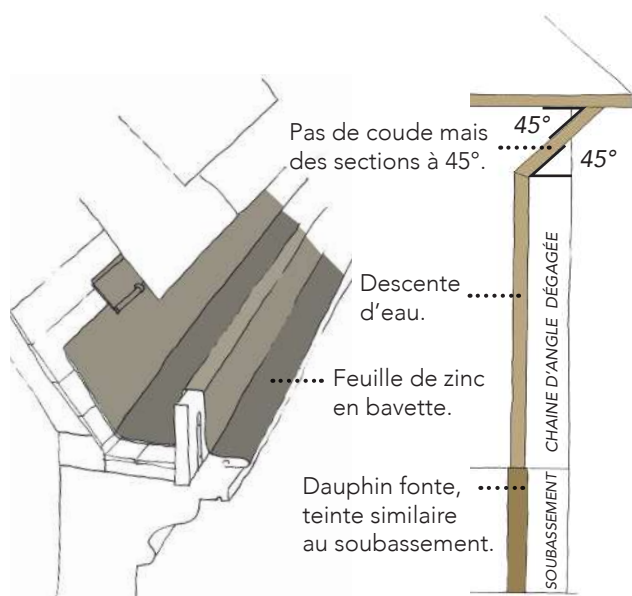 Pas de coude mais
des sections à 45°.
45°
45°
Descente
d'eau.
Feuille de zinc
en bavette.
Dauphin fonte,
teinte similaire
au soubassement.
CHAINE D'ANGLE DÉGAGÉE
SOUBASSEMENT